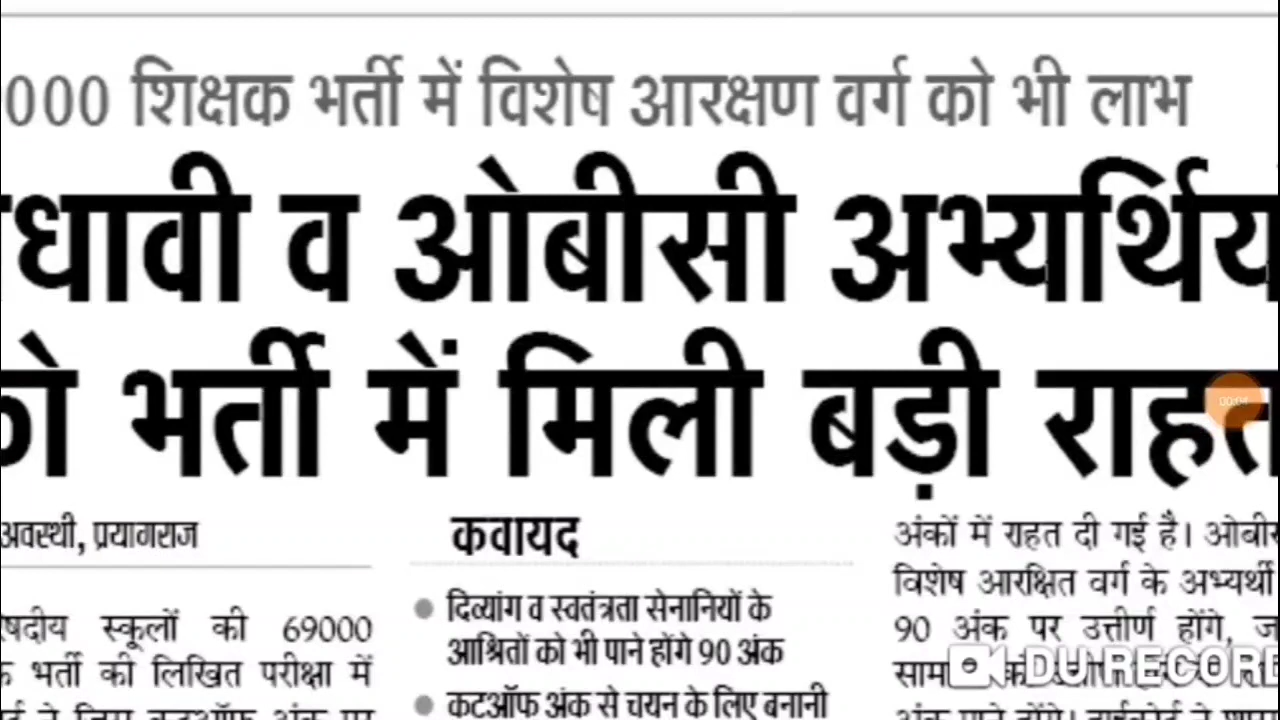 000 शिक्षक भर्ती में विशेष आरक्षण वर्ग को भी लाभ
धावी व ओबीसी अभ्यर्थिय
को भर्ती में मिली बड़ी राहत
00:04
अवस्थी, प्रयागराज
षदीय स्कूलों की 69000
भर्ती की लिखित परीक्षा में
कवायद
दिव्यांग व स्वतंत्रता सेनानियों के
आश्रितों को भी पाने होंगे 90 अंक
कटऑफ अंक से चयन के लिए बनानी
अंकों में राहत दी गई है। ओबीस
विशेष आरक्षित वर्ग के अभ्यर्थी
90 अंक पर उत्तीर्ण होंगे,
DU RECORD